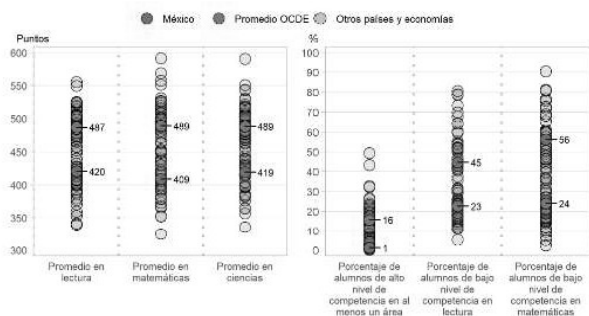 México Promedio OCDE Otros países y economías
Puntos
600
550
500
450
400
350
300
487
420
489
409
489
419
Promedio en
lectura
Promedio en
matemáticas
Promedio en
ciencias
%
100
90
80
70
60
50
40
30
20
10
0
16
1
45
23
56
24
Porcentaje de
alumnos de alto
nivel de
competencia en al
menos un área
Porcentaje de
alumnos de bajo
nivel de
competencia en
lectura
Porcentaje de
alumnos de bajo
nivel de
competencia en
matemáticas